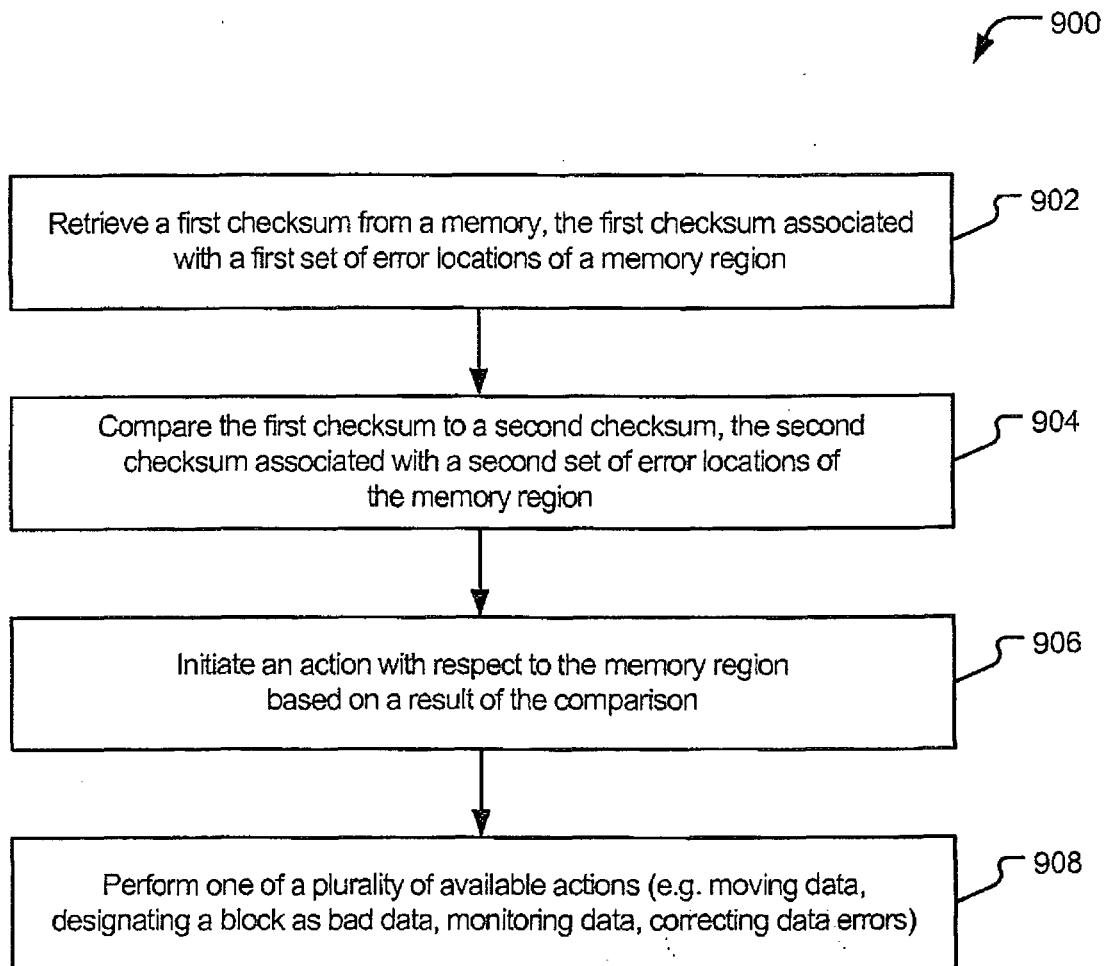 900
Retrieve a first checksum from a memory, the first checksum associated
with a first set of error locations of a memory region
902
Compare the first checksum to a second checksum, the second
checksum associated with a second set of error locations of
the memory region
904
Initiate an action with respect to the memory region
based on a result of the comparison
906
Perform one of a plurality of available actions (e.g. moving data,
designating a block as bad data, monitoring data, correcting data errors)
908